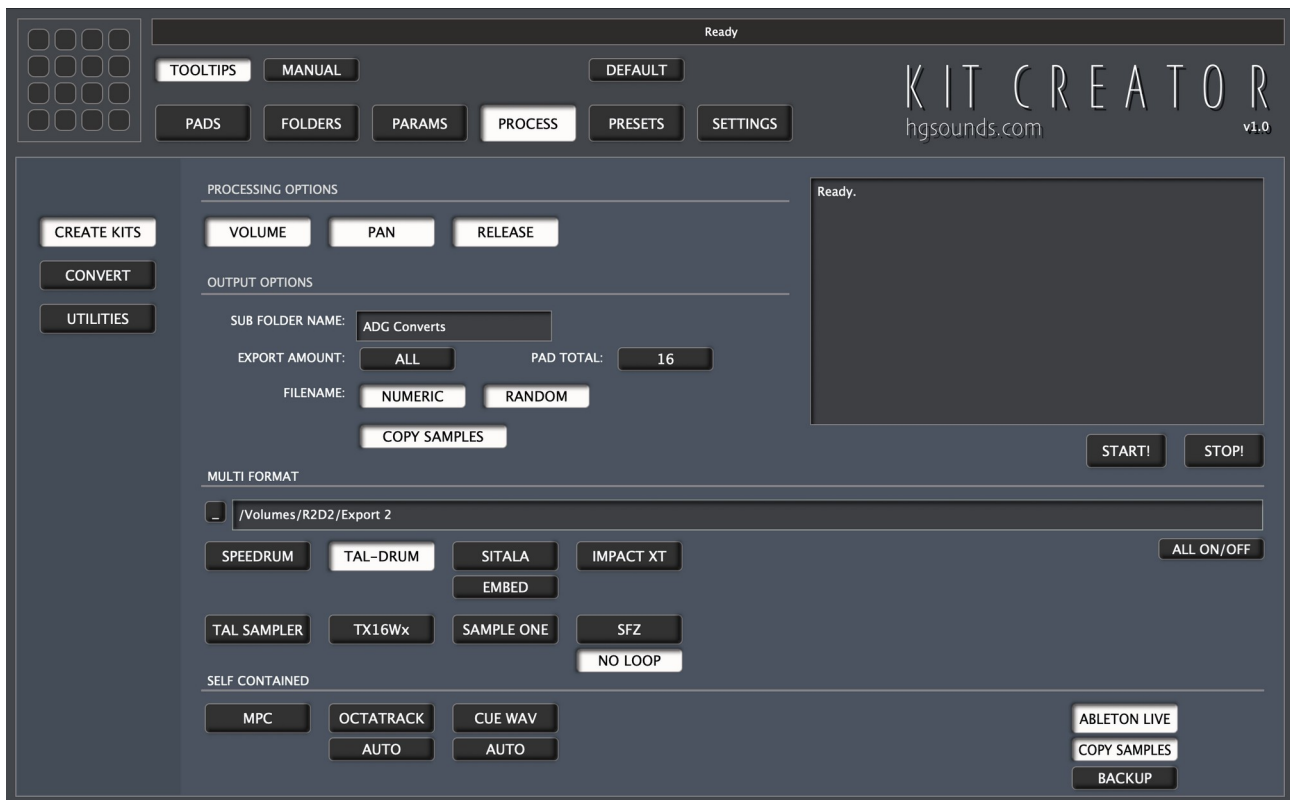 Ready
TOOLTIPS MANUAL DEFAULT
KIT CREATOR
hgsounds.com v1.0
PADS FOLDERS PARAMS PROCESS PRESETS SETTINGS
CREATE KITS
CONVERT
UTILITIES
PROCESSING OPTIONS
VOLUME PAN RELEASE
OUTPUT OPTIONS
SUB FOLDER NAME: ADG Converts
EXPORT AMOUNT: ALL PAD TOTAL: 16
FILENAME: NUMERIC RANDOM
COPY SAMPLES
Ready.
START! STOP!
MULTI FORMAT
_ /Volumes/R2D2/Export 2
SPEEDRUM TAL-DRUM SITALA IMPACT XT ALL ON/OFF
EMBED
TAL SAMPLER TX16Wx SAMPLE ONE SFZ
NO LOOP
SELF CONTAINED
MPC OCTATRACK CUE WAV ABLETON LIVE
AUTO AUTO COPY SAMPLES
BACKUP